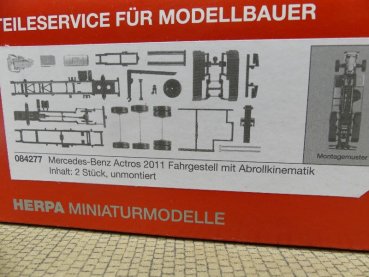 TEILESERVICE FÜR MODELLBAUER
Montagemuster
084277 Mercedes-Benz Actros 2011 Fahrgestell mit Abrollkinematik
Inhalt: 2 Stück, unmontiert
HERPA MINIATURMODELLE